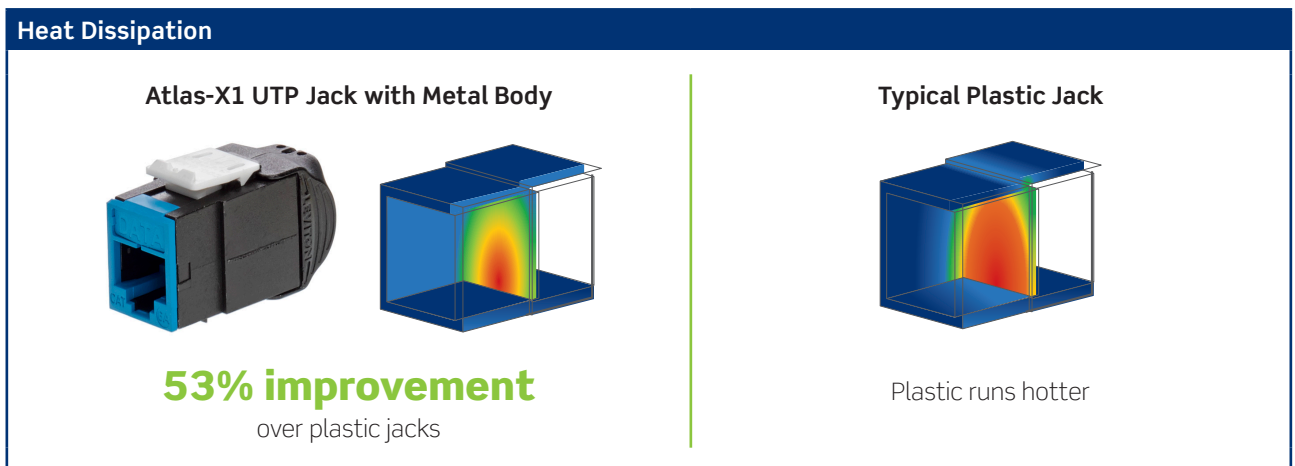 Heat Dissipation
Atlas-X1 UTP Jack with Metal Body
53% improvement
over plastic jacks
Typical Plastic Jack
Plastic runs hotter